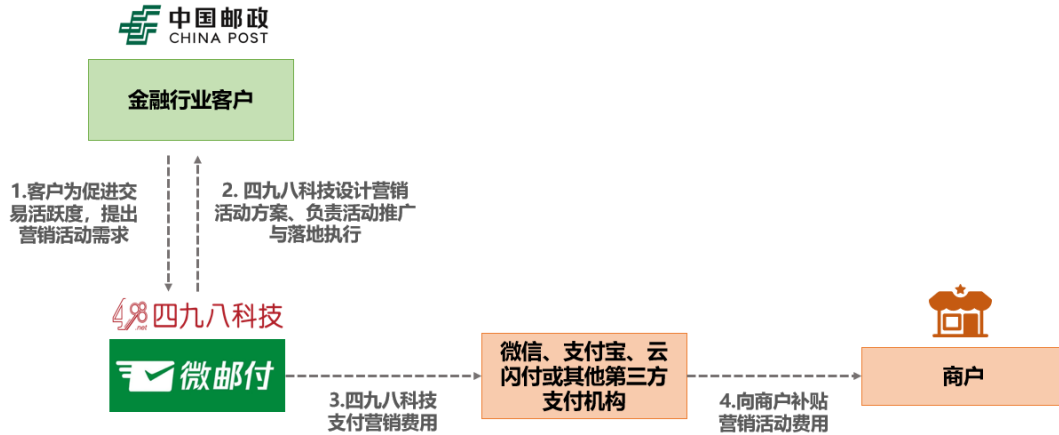 中国邮政
CHINA POST
金融行业客户
1.客户为促进交
易活跃度，提出
营销活动需求
2. 四九八科技设计营销
活动方案、负责活动推广
与落地执行
498.net 四九八科技
微邮付
3.四九八科技
支付营销费用
微信、支付宝、云
闪付或其他第三方
支付机构
4.向商户补贴
营销活动费用
商户